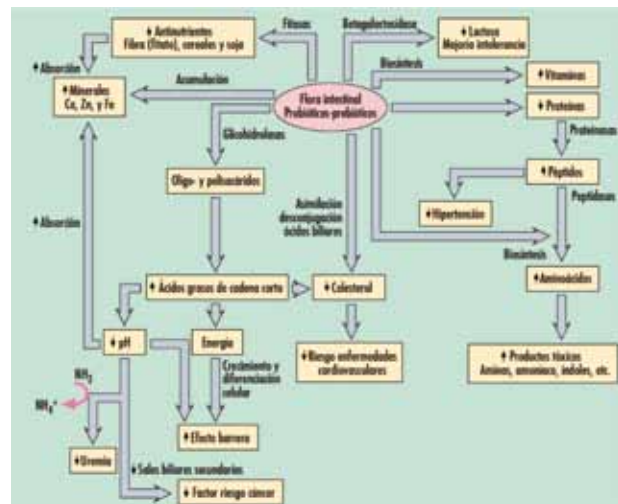 Antinutrientes
Fibra (fitato), cereales y soja
Fitasas
Betagalactosidasa
Lactosa
Mejoría intolerancia
Absorción
Acumulación
Biosíntesis
Vitaminas
Minerales
Ca, Zn, y Fe
Flora intestinal
Probióticos-prebióticos
Proteínas
Glicohidrolasas
Proteinasas
Oligo- y polisacáridos
Péptidos
Asimilación
desconjugación
ácidos biliares
Hipertensión
Peptidasas
Absorción
Biosíntesis
Ácidos grasos de cadena corta
Colesterol
Aminoácidos
pH
Energía
NH3
Crecimiento y
diferenciación
celular
Riesgo enfermedades
cardiovasculares
Productos tóxicos
Aminas, amoniaco, indoles, etc.
NH4+
Efecto barrera
Uremia
Sales biliares secundarias
Factor riesgo cáncer